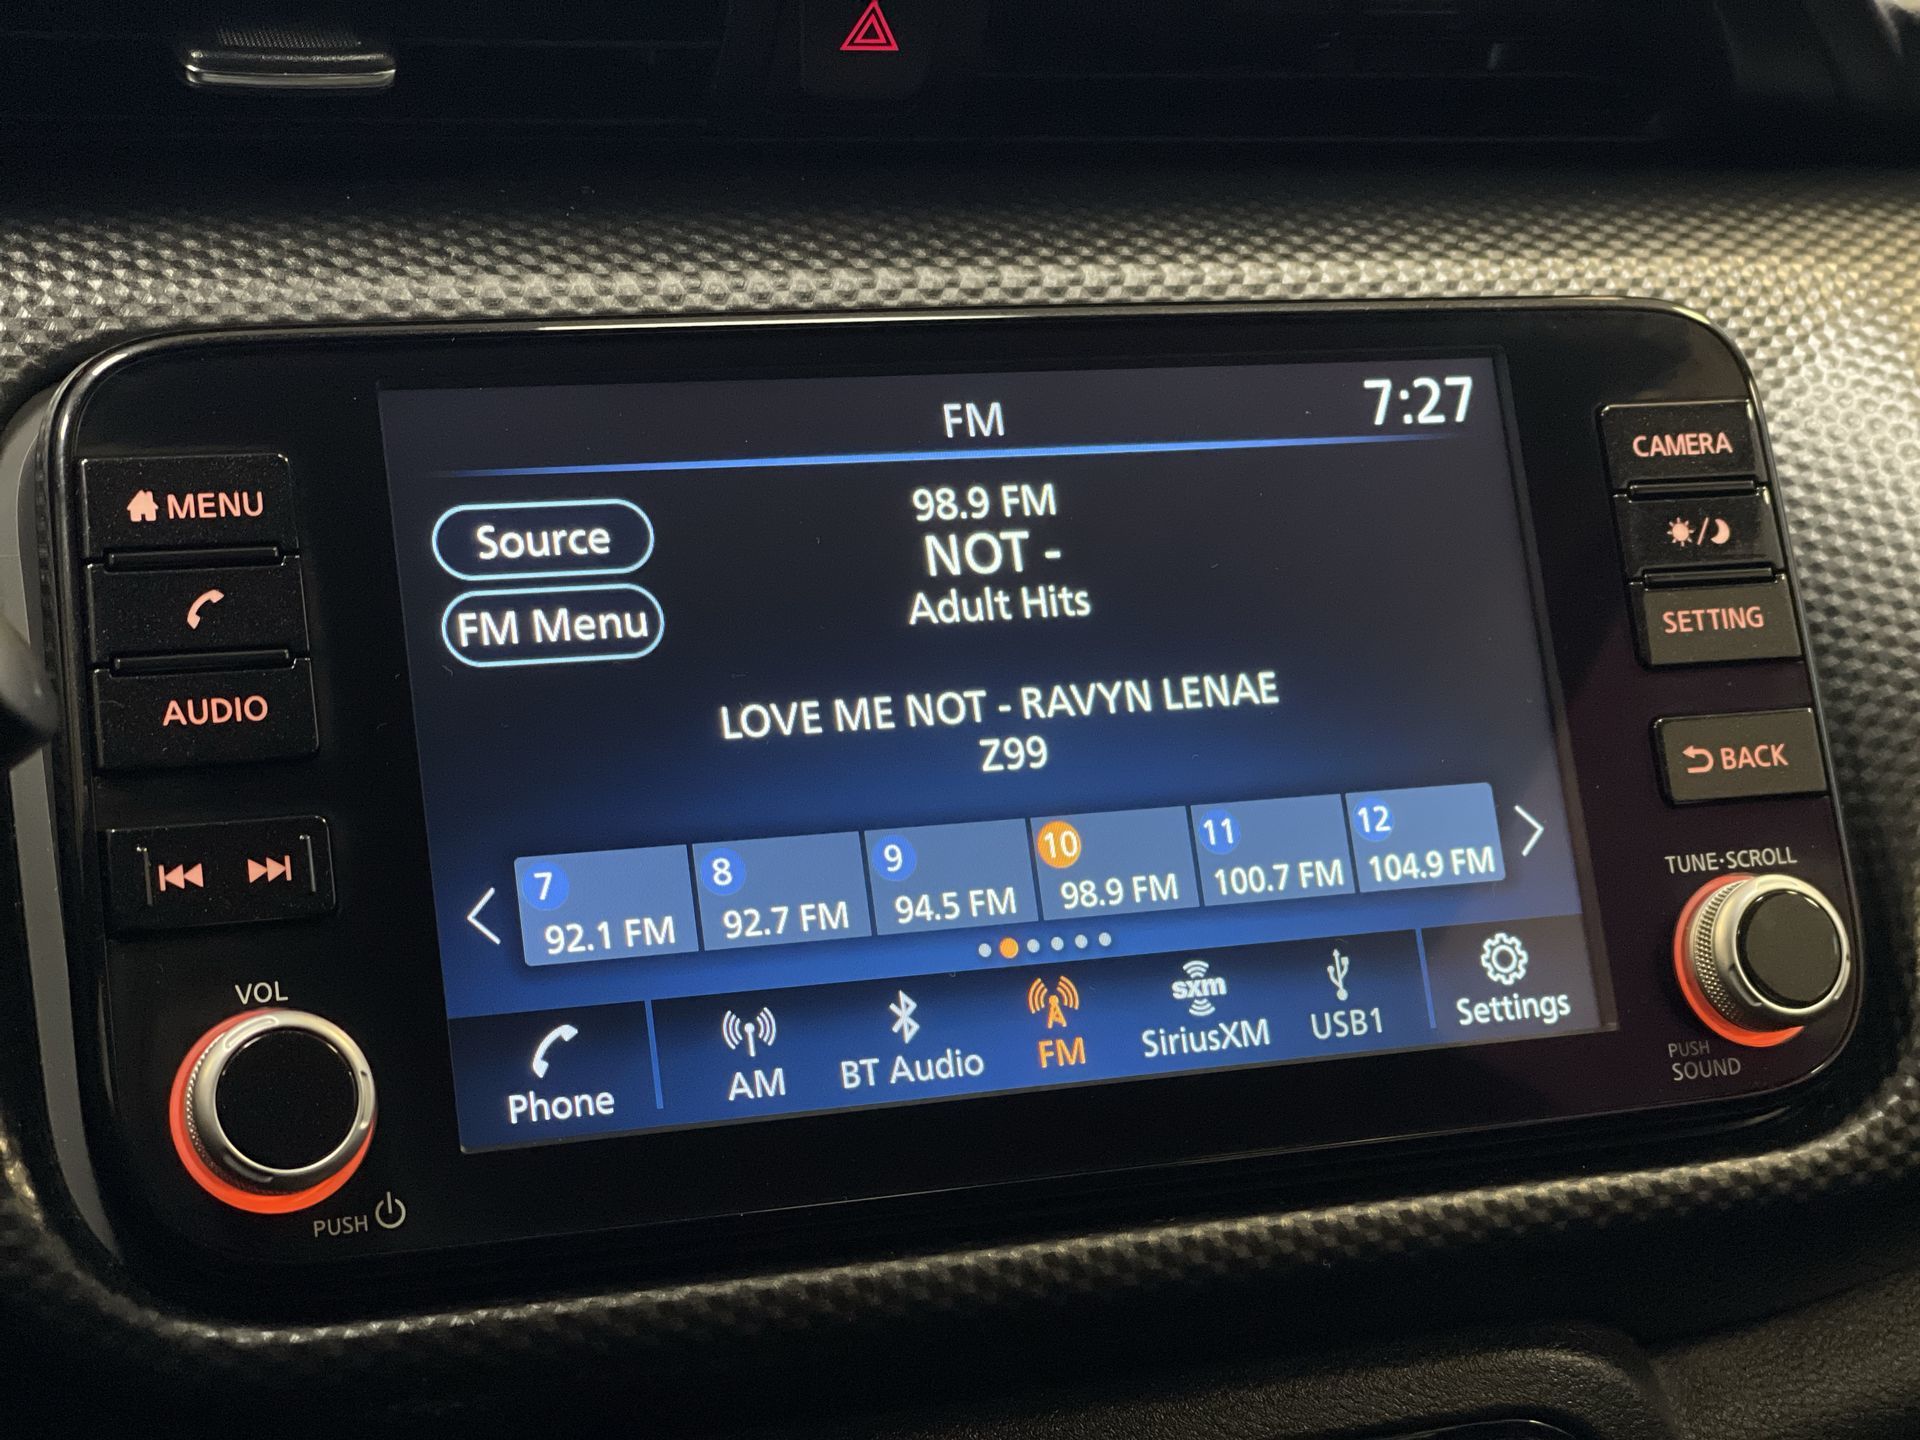 FM
7:27
Source
FM Menu
98.9 FM
NOT -
Adult Hits
LOVE ME NOT - RAVYN LENAE
Z99
7
92.1 FM
8
92.7 FM
9
94.5 FM
10
98.9 FM
11
100.7 FM
12
104.9 FM
Phone
AM
BT Audio
FM
sxm
SiriusXM
USB1
Settings
MENU
AUDIO
VOL
PUSH
CAMERA
/
SETTING
BACK
TUNE·SCROLL
PUSH
SOUND